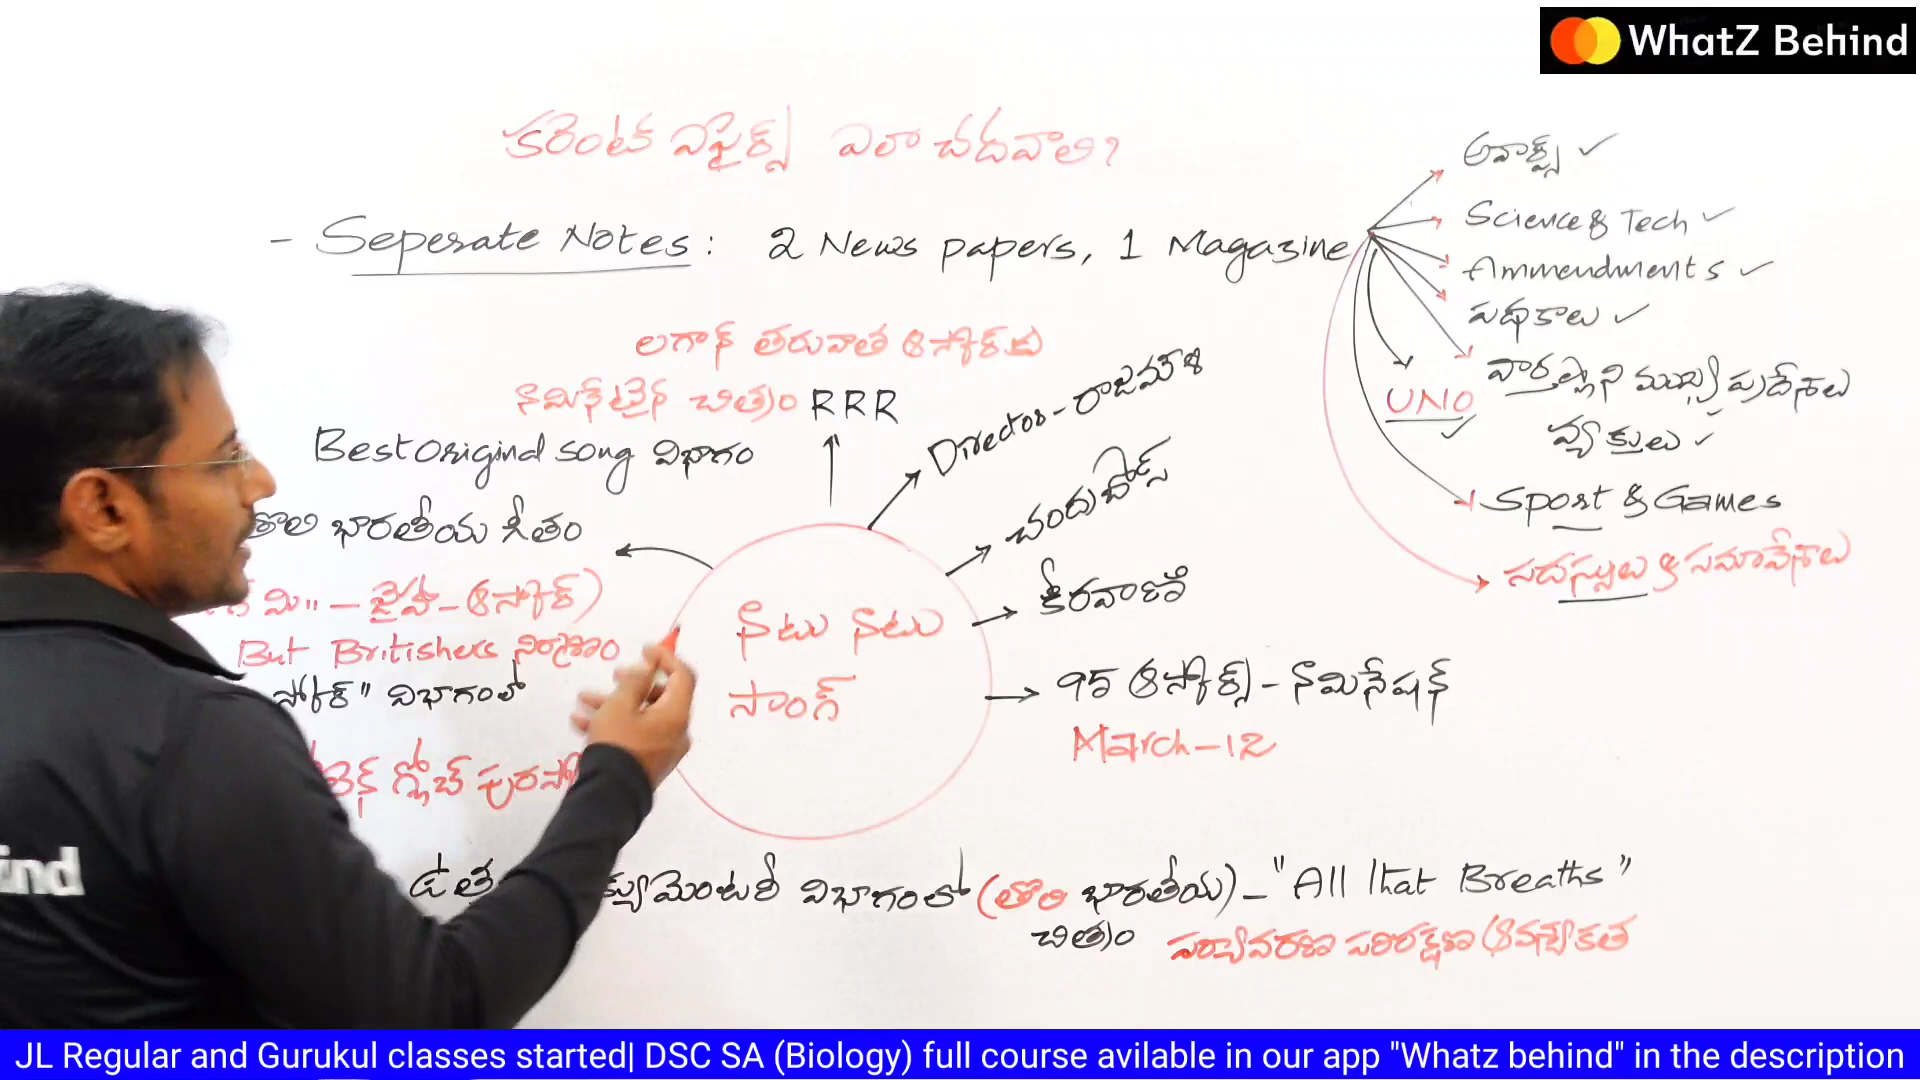 WhatZ Behind
కరెంట్ ఎఫైర్స్ ఎలా చదవాలి?
- Seperate Notes : 2 News papers, 1 Magazine
అవార్డ్స్ ✓
Science & Tech ✓
Ammendments ✓
పథకాలు ✓
వార్తల్లోని ముఖ్య ప్రదేశాలు
వ్యక్తులు ✓
UNO ✓
Sport & Games
సదస్సులు & సమావేశాలు
లగాన్ తరువాత ఆస్కార్‌కు
నామినేటైన చిత్రం RRR
Director - రాజమౌళి
Best Original song విభాగం
చంద్రబోస్
తొలి భారతీయ గీతం
కీరవాణి
మి" - జైహో - ఆస్కార్)
But Britishers నిర్మాణం
స్కోర్" విభాగంలో
నాటు నాటు
సాంగ్
95 ఆస్కార్స్ - నామినేషన్
March - 12
గ్లోబ్
విభాగంలో (తొలి భారతీయ) - "All that Breaths"
చిత్రం పర్యావరణ పరిరక్షణ ఆవశ్యకత
ind
JL Regular and Gurukul classes started| DSC SA (Biology) full course avilable in our app "Whatz behind" in the description